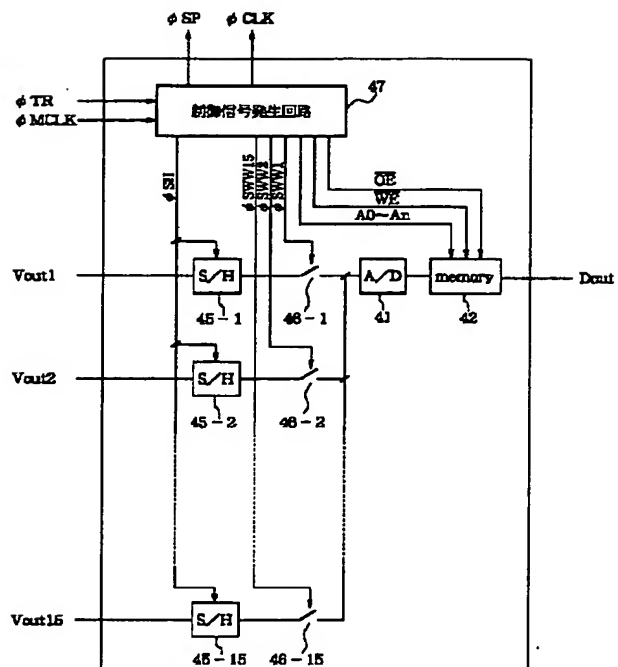 φSP
φCLK
φTR
φMCLK
制御信号発生回路
47
φSH
φSWW15
φSWW2
φSWW1
OE
WE
A0~An
Vout1
S/H
45-1
46-1
A/D
41
memory
42
Dout
Vout2
S/H
45-2
46-2
Vout15
S/H
45-15
46-15